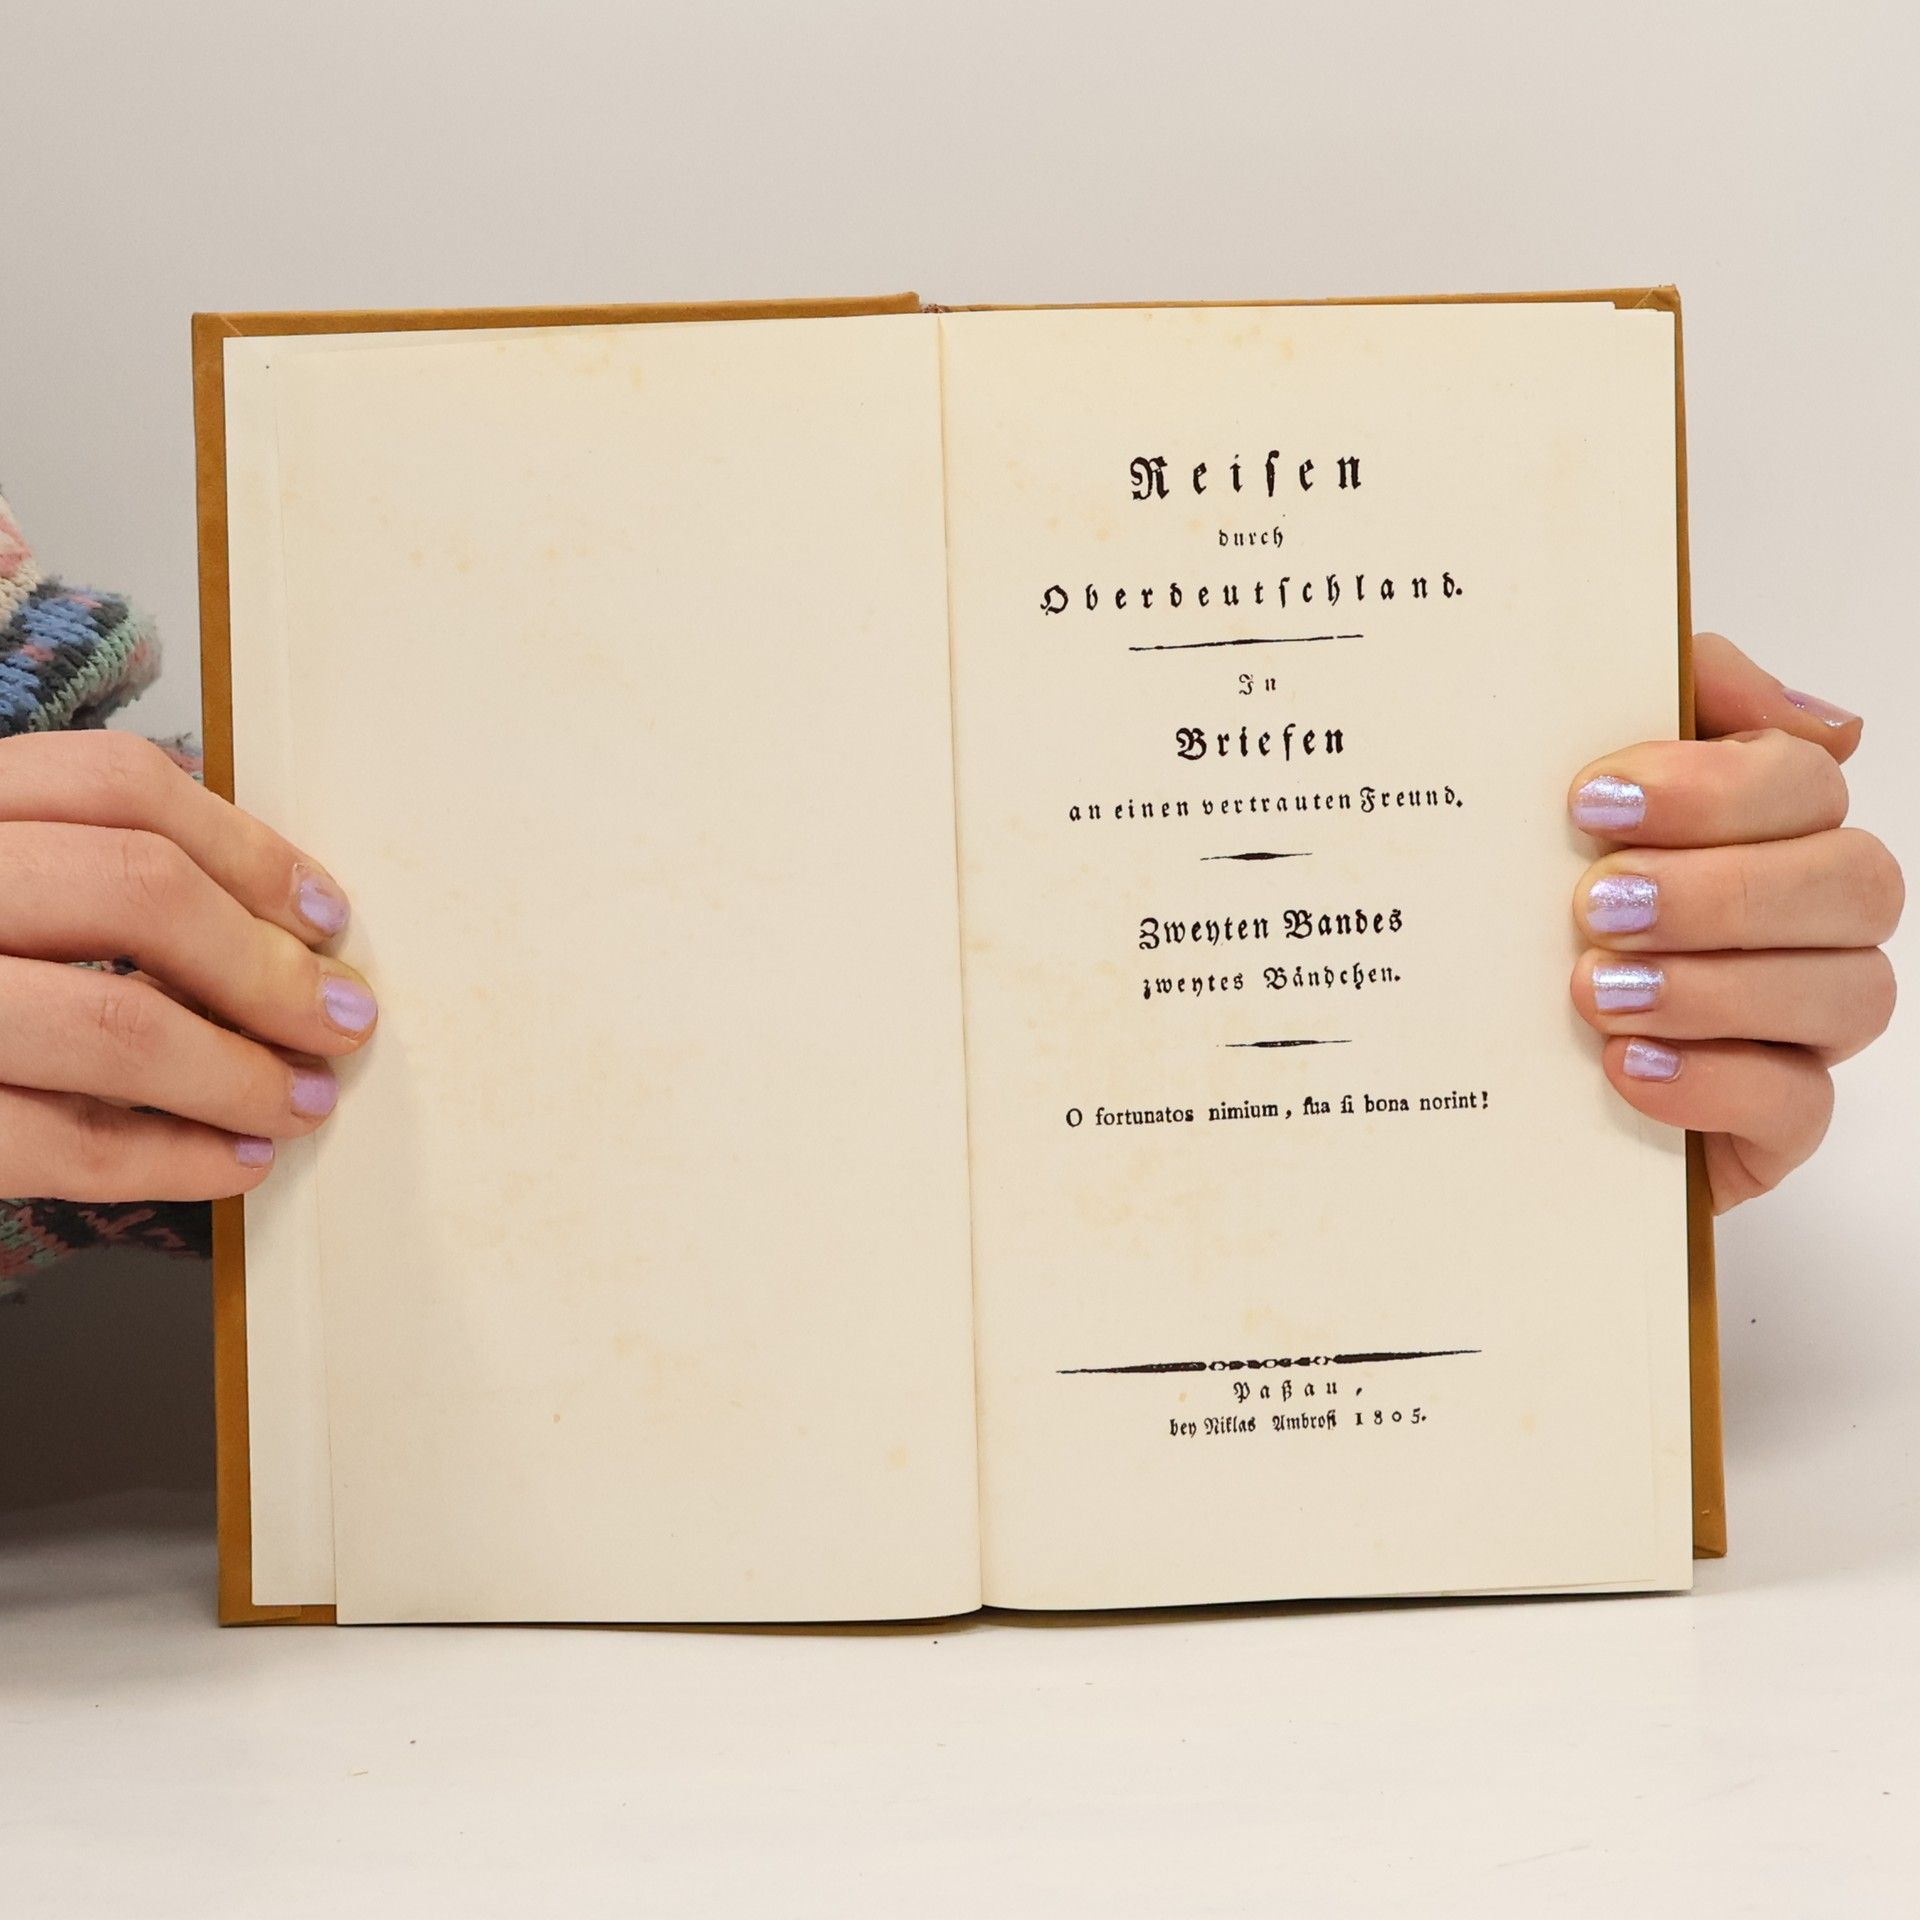 Reiſen
durch
Oberdeutſchland.
In
Briefen
an einen vertrauten Freund.
Zweyten Bandes
zweytes Bändchen.
O fortunatos nimium, ſua ſi bona norint!
Paßau,
bey Niklas Ambroſi 1805.